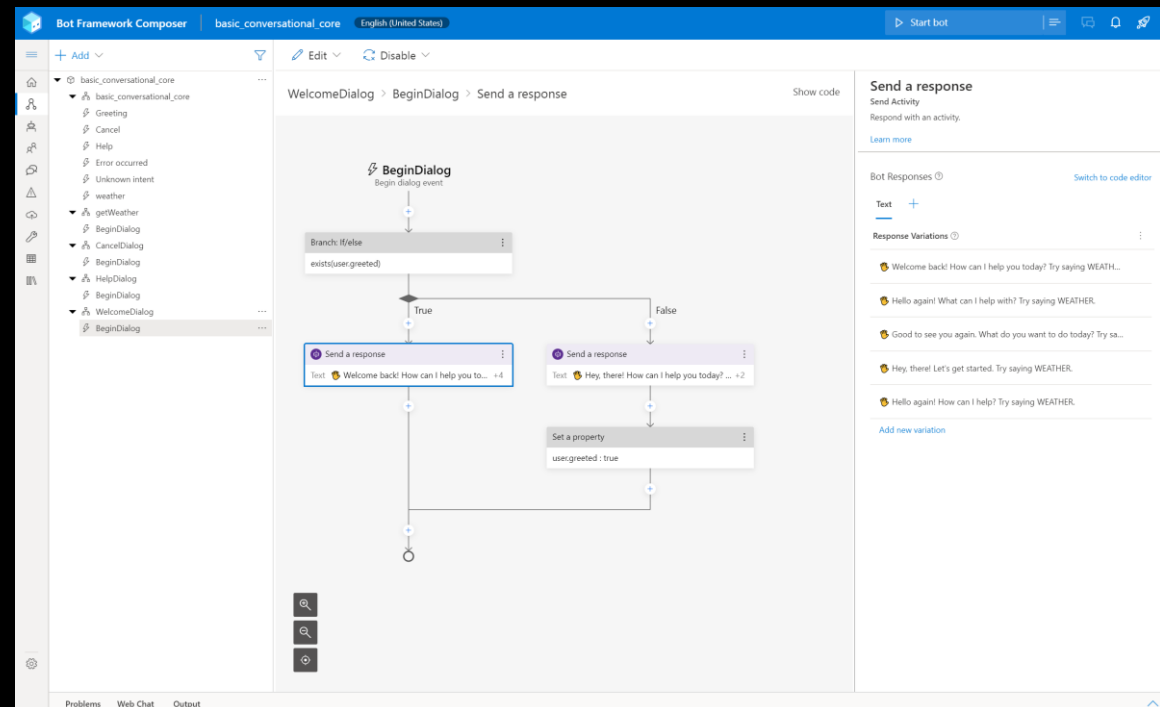 Bot Framework Composer
basic_conversational_core
English (United States)
Start bot
Add
basic_conversational_core
basic_conversational_core
Greeting
Cancel
Help
Error occurred
Unknown intent
weather
getWeather
BeginDialog
CancelDialog
BeginDialog
HelpDialog
BeginDialog
WelcomeDialog
BeginDialog
Edit
Disable
WelcomeDialog > BeginDialog > Send a response
Show code
BeginDialog
Begin dialog event
Branch: If/else
exists(user.greeted)
True
False
Send a response
Text 👋 Welcome back! How can I help you to... +4
Send a response
Text 👋 Hey, there! How can I help you today? ... +2
Set a property
user.greeted : true
Send a response
Send Activity
Respond with an activity.
Learn more
Bot Responses
Switch to code editor
Text
Response Variations
👋 Welcome back! How can I help you today? Try saying WEATH...
👋 Hello again! What can I help with? Try saying WEATHER.
👋 Good to see you again. What do you want to do today? Try sa...
👋 Hey, there! Let's get started. Try saying WEATHER.
👋 Hello again! How can I help? Try saying WEATHER.
Add new variation
Problems Web Chat Output